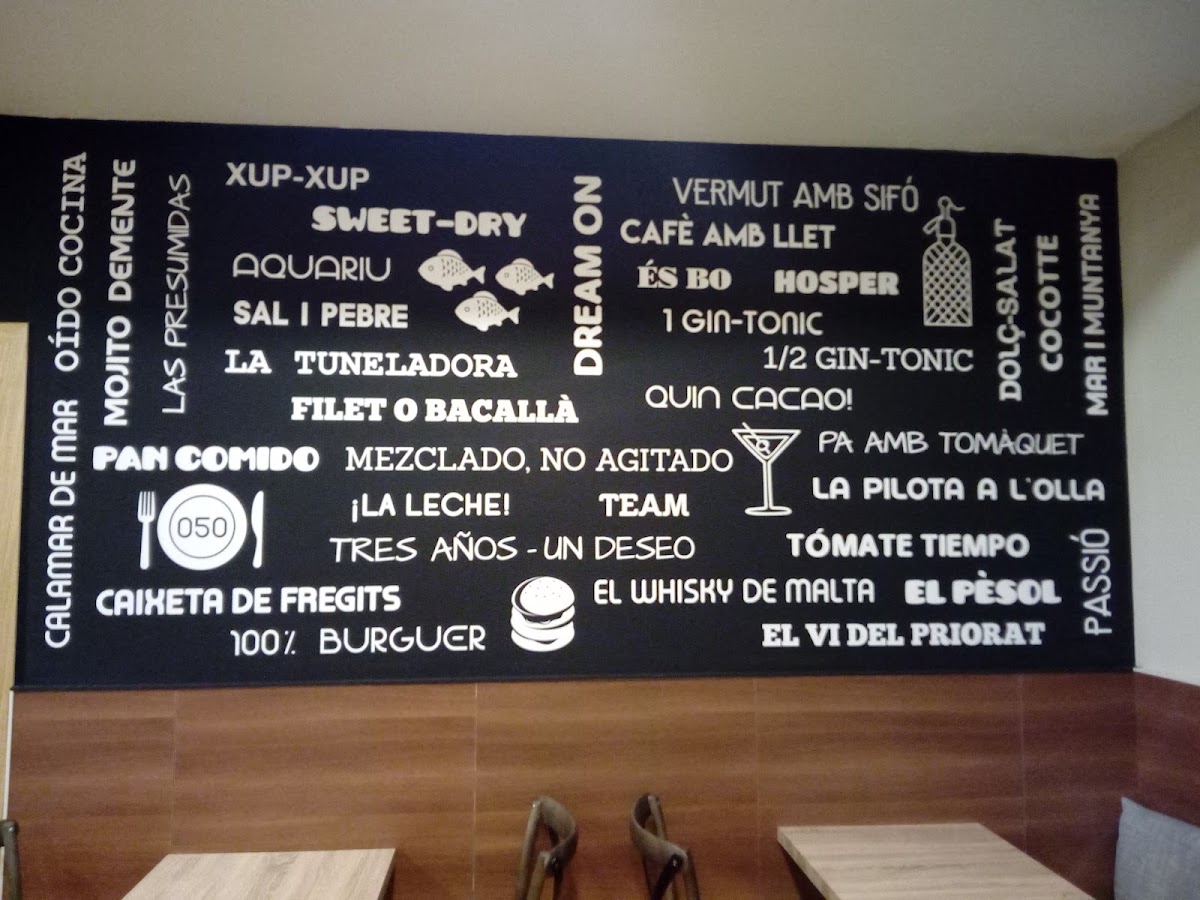 OÍDO COCINA
CALAMAR DE MAR
MOJITO DEMENTE
LAS PRESUMIDAS
XUP-XUP
SWEET-DRY
AQUARIU
SAL I PEBRE
LA TUNELADORA
FILET O BACALLÀ
DREAM ON
VERMUT AMB SIFÓ
CAFÈ AMB LLET
ÉS BO
HOSPER
1 GIN-TONIC
1/2 GIN-TONIC
QUIN CACAO!
DOLÇ-SALAT
COCOTTE
MAR I MUNTANYA
PAN COMIDO
MEZCLADO, NO AGITADO
PA AMB TOMÀQUET
050
¡LA LECHE!
TEAM
LA PILOTA A L'OLLA
TRES AÑOS - UN DESEO
TÓMATE TIEMPO
CAIXETA DE FREGITS
EL WHISKY DE MALTA
EL PÈSOL
100% BURGUER
EL VI DEL PRIORAT
PASSIÓ